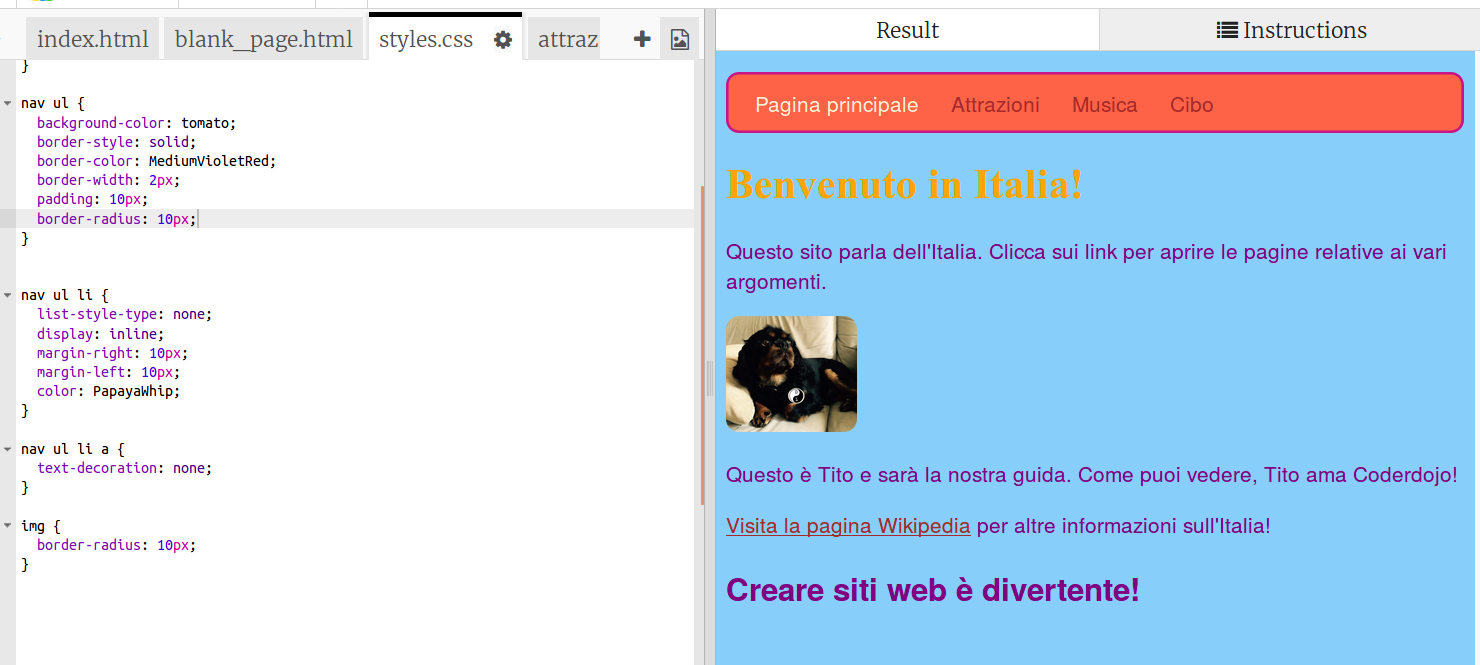 index.html
blank_page.html
styles.css
attraz
Result
Instructions
}
nav ul {
background-color: tomato;
border-style: solid;
border-color: MediumVioletRed;
border-width: 2px;
padding: 10px;
border-radius: 10px;
}
nav ul li {
list-style-type: none;
display: inline;
margin-right: 10px;
margin-left: 10px;
color: PapayaWhip;
}
nav ul li a {
text-decoration: none;
}
img {
border-radius: 10px;
}
Pagina principale Attrazioni Musica Cibo
Benvenuto in Italia!
Questo sito parla dell'Italia. Clicca sui link per aprire le pagine relative ai vari
argomenti.
Questo è Tito e sarà la nostra guida. Come puoi vedere, Tito ama Coderdojo!
Visita la pagina Wikipedia per altre informazioni sull'Italia!
Creare siti web è divertente!